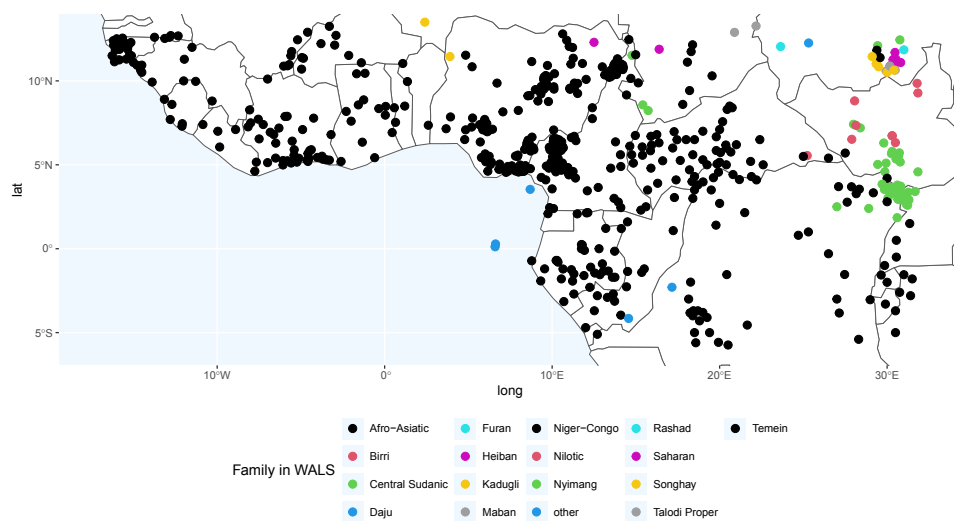 10°N
5°N
0°
5°S
lat
10°W
0°
10°E
20°E
30°E
long
Family in WALS
Afro−Asiatic
Furan
Niger−Congo
Rashad
Temein
Birri
Heiban
Nilotic
Saharan
Central Sudanic
Kadugli
Nyimang
Songhay
Daju
Maban
other
Talodi Proper